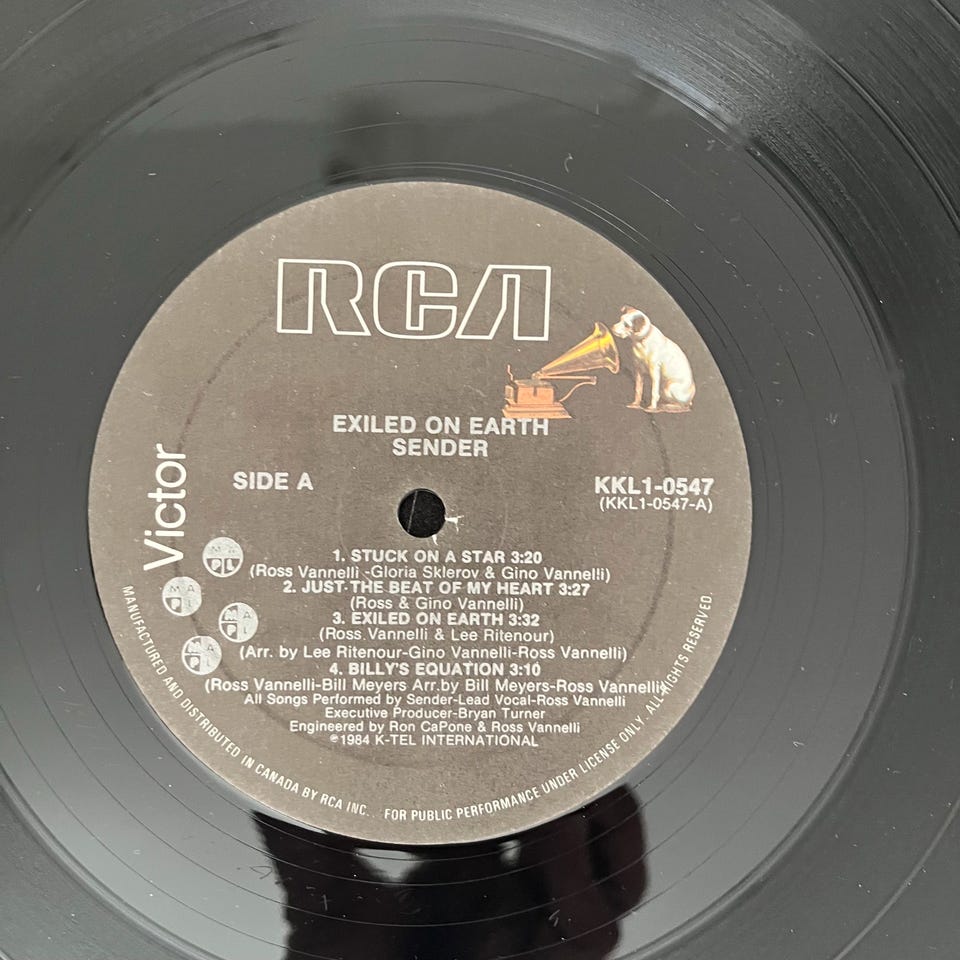 RCA
EXILED ON EARTH
SENDER
SIDE A
KKL1-0547
(KKL1-0547-A)
Victor
1. STUCK ON A STAR 3:20
(Ross Vannelli -Gloria Sklerov & Gino Vannelli)
2. JUST THE BEAT OF MY HEART 3:27
(Ross & Gino Vannelli)
3. EXILED ON EARTH 3:32
(Ross Vannelli & Lee Ritenour)
(Arr. by Lee Ritenour-Gino Vannelli-Ross Vannelli)
4. BILLY'S EQUATION 3:10
(Ross Vannelli-Bill Meyers Arr.by Bill Meyers-Ross Vannelli)
All Songs Performed by Sender-Lead Vocal-Ross Vannelli
Executive Producer-Bryan Turner
Engineered by Ron CaPone & Ross Vannelli
℗1984 K-TEL INTERNATIONAL
MAPL
MAPL
MAPL
MAPL
MANUFACTURED AND DISTRIBUTED IN CANADA BY RCA INC.. FOR PUBLIC PERFORMANCE UNDER LICENSE ONLY. ALL RIGHTS RESERVED.